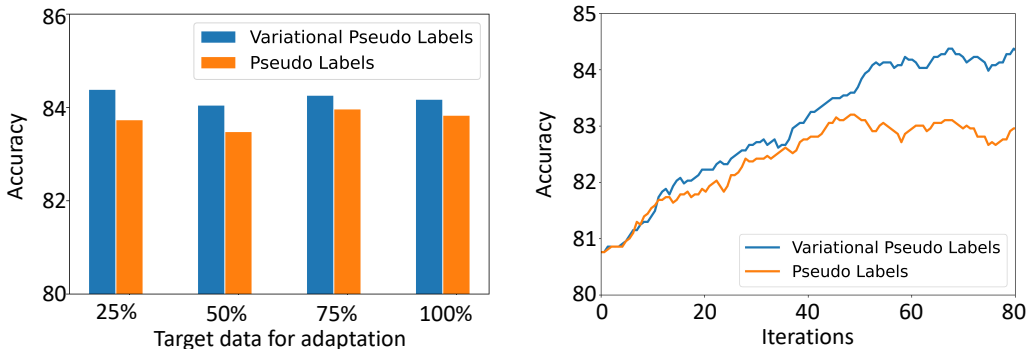 86
84
82
80
Accuracy
Variational Pseudo Labels
Pseudo Labels
25% 50% 75% 100%
Target data for adaptation
85
84
83
82
81
80
Accuracy
Variational Pseudo Labels
Pseudo Labels
0 20 40 60 80
Iterations